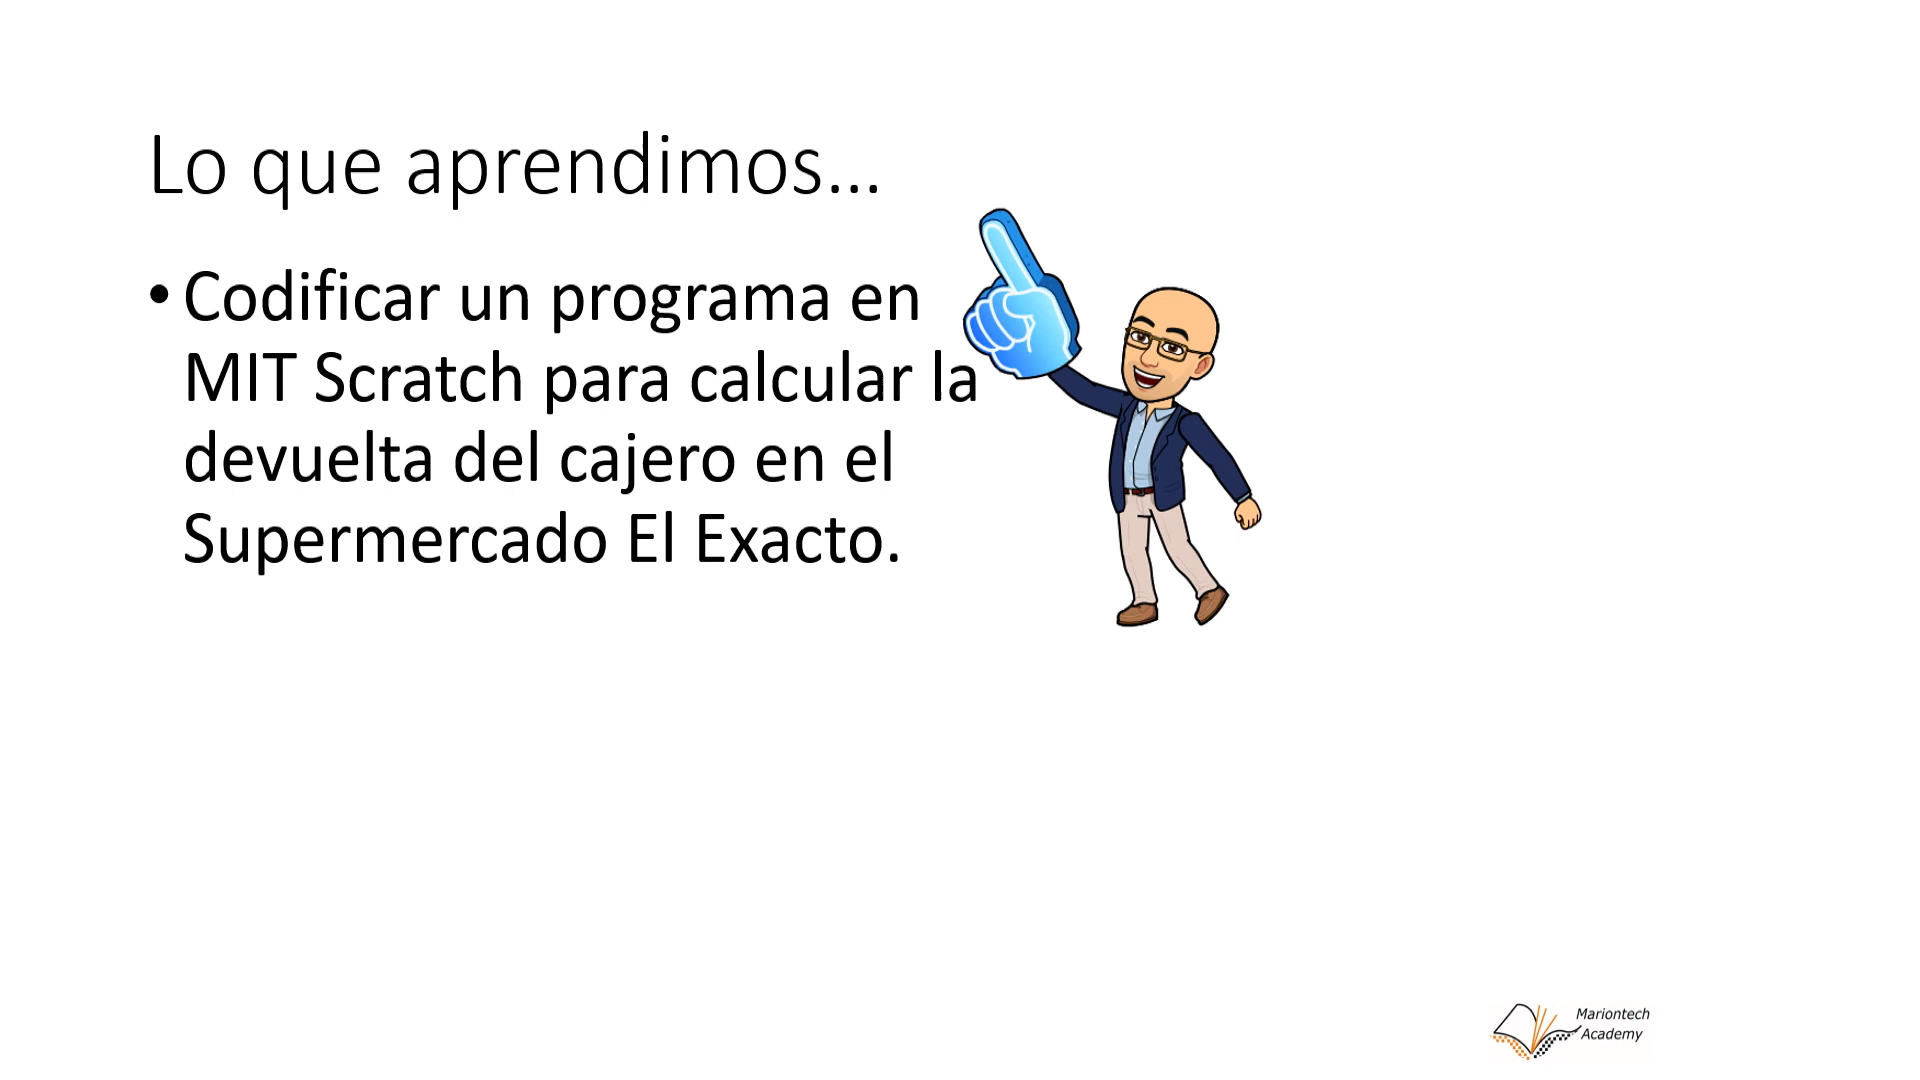 Lo que aprendimos...
• Codificar un programa en
MIT Scratch para calcular la
devuelta del cajero en el
Supermercado El Exacto.
Mariontech
Academy